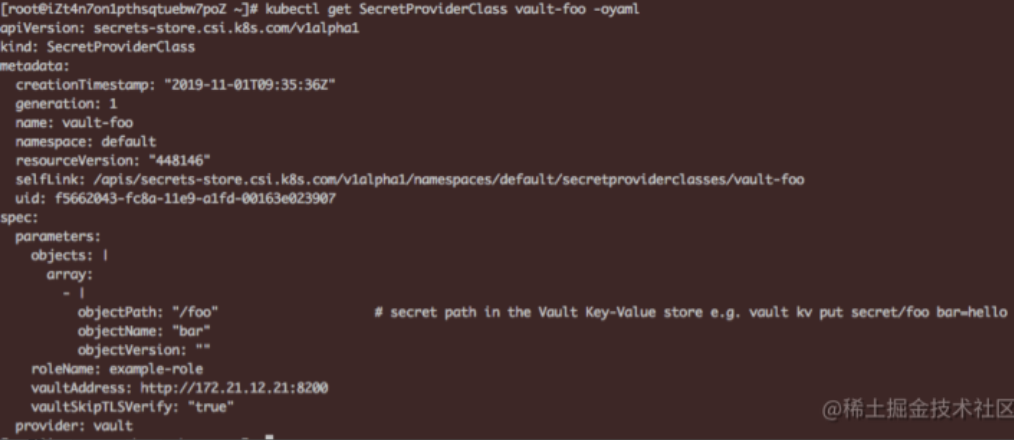 [root@iZt4n7on1pthsqtuebw7poZ ~]# kubectl get SecretProviderClass vault-foo -oyaml
apiVersion: secrets-store.csi.k8s.com/v1alpha1
kind: SecretProviderClass
metadata:
  creationTimestamp: "2019-11-01T09:35:36Z"
  generation: 1
  name: vault-foo
  namespace: default
  resourceVersion: "448146"
  selfLink: /apis/secrets-store.csi.k8s.com/v1alpha1/namespaces/default/secretproviderclasses/vault-foo
  uid: f5662043-fc8a-11e9-a1fd-00163e023907
spec:
  parameters:
    objects: |
      array:
        - |
          objectPath: "/foo"                    # secret path in the Vault Key-Value store e.g. vault kv put secret/foo bar=hello
          objectName: "bar"
          objectVersion: ""
    roleName: example-role
    vaultAddress: http://172.21.12.21:8200
    vaultSkipTLSVerify: "true"
  provider: vault
@稀土掘金技术社区